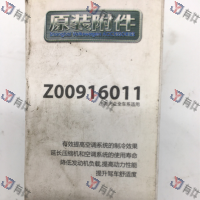 原装附件
Z00916011
有效提高空调系统的制冷效果
延长压缩机和空调系统的使用寿命
降低发动机负载,提高动力性能
提升驾车舒适度